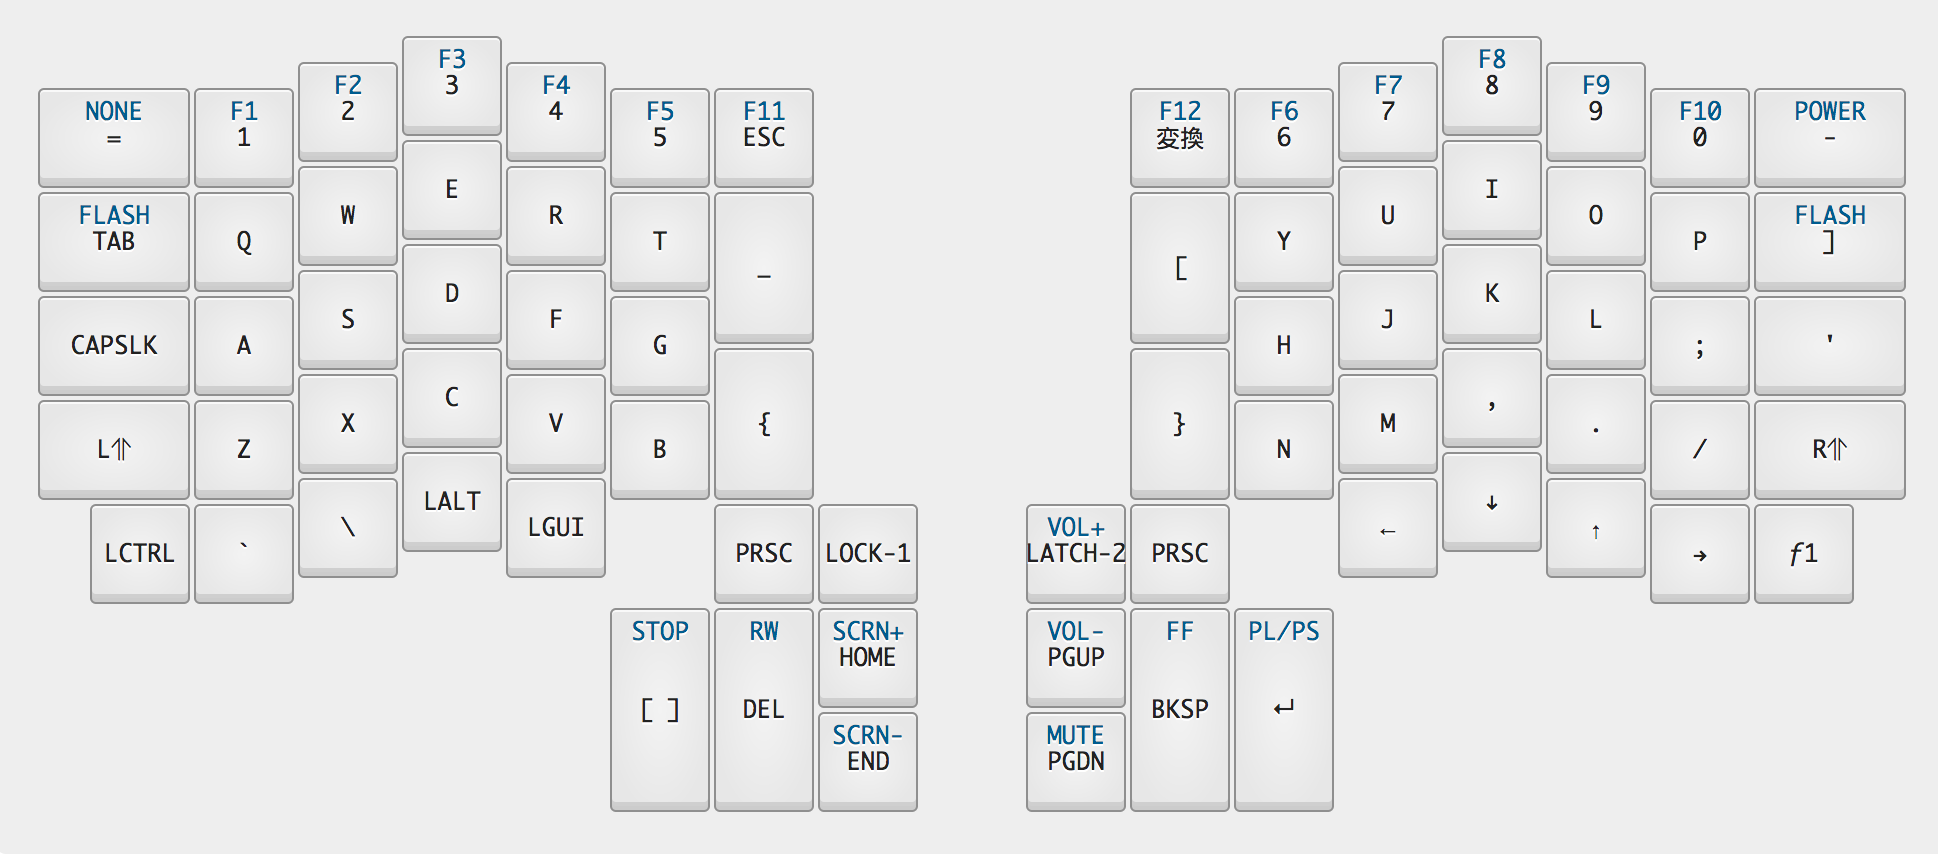 NONE
=
F1
1
F2
2
F3
3
F4
4
F5
5
F11
ESC
F12
変換
F6
6
F7
7
F8
8
F9
9
F10
0
POWER
-
FLASH
TAB
Q
W
E
R
T
_
[
Y
U
I
O
P
FLASH
]
CAPSLK
A
S
D
F
G
H
J
K
L
;
'
L⥣
Z
X
C
V
B
{
}
N
M
,
.
/
R⥣
LCTRL
`
\
LALT
LGUI
PRSC
LOCK-1
VOL+
LATCH-2
PRSC
←
↓
↑
→
ƒ1
STOP
[ ]
RW
DEL
SCRN+
HOME
VOL-
PGUP
FF
BKSP
PL/PS
↵
SCRN-
END
MUTE
PGDN